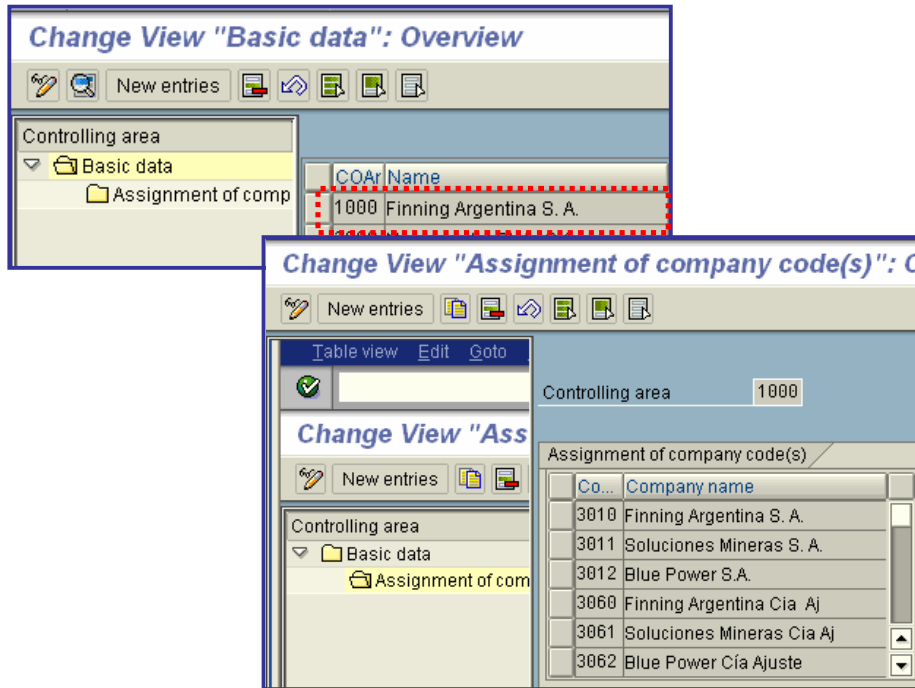 Change View "Basic data": Overview
New entries
Controlling area
Basic data
Assignment of comp
COAr Name
1000 Finning Argentina S. A.
Change View "Assignment of company code(s)": O
New entries
Table view Edit Goto
Controlling area 1000
Change View "Ass
New entries
Controlling area
Basic data
Assignment of com
Assignment of company code(s)
Co... Company name
3010 Finning Argentina S. A.
3011 Soluciones Mineras S. A.
3012 Blue Power S.A.
3060 Finning Argentina Cia Aj
3061 Soluciones Mineras Cia Aj
3062 Blue Power Cía Ajuste